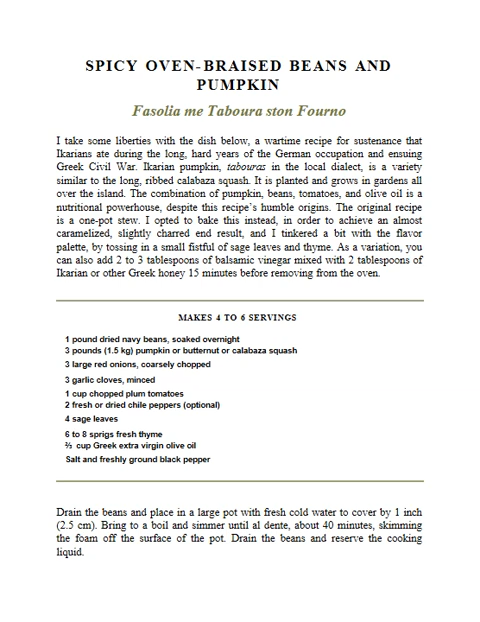 SPICY OVEN-BRAISED BEANS AND
PUMPKIN
Fasolia me Taboura ston Fourno
I take some liberties with the dish below, a wartime recipe for sustenance that
Ikarians ate during the long, hard years of the German occupation and ensuing
Greek Civil War. Ikarian pumpkin, tabouras in the local dialect, is a variety
similar to the long, ribbed calabaza squash. It is planted and grows in gardens all
over the island. The combination of pumpkin, beans, tomatoes, and olive oil is a
nutritional powerhouse, despite this recipe's humble origins. The original recipe
is a one-pot stew. I opted to bake this instead, in order to achieve an almost
caramelized, slightly charred end result, and I tinkered a bit with the flavor
palette, by tossing in a small fistful of sage leaves and thyme. As a variation, you
can also add 2 to 3 tablespoons of balsamic vinegar mixed with 2 tablespoons of
Ikarian or other Greek honey 15 minutes before removing from the oven.
MAKES 4 TO 6 SERVINGS
1 pound dried navy beans, soaked overnight
3 pounds (1.5 kg) pumpkin or butternut or calabaza squash
3 large red onions, coarsely chopped
3 garlic cloves, minced
1 cup chopped plum tomatoes
2 fresh or dried chile peppers (optional)
4 sage leaves
6 to 8 sprigs fresh thyme
⅔ cup Greek extra virgin olive oil
Salt and freshly ground black pepper
Drain the beans and place in a large pot with fresh cold water to cover by 1 inch
(2.5 cm). Bring to a boil and simmer until al dente, about 40 minutes, skimming
the foam off the surface of the pot. Drain the beans and reserve the cooking
liquid.